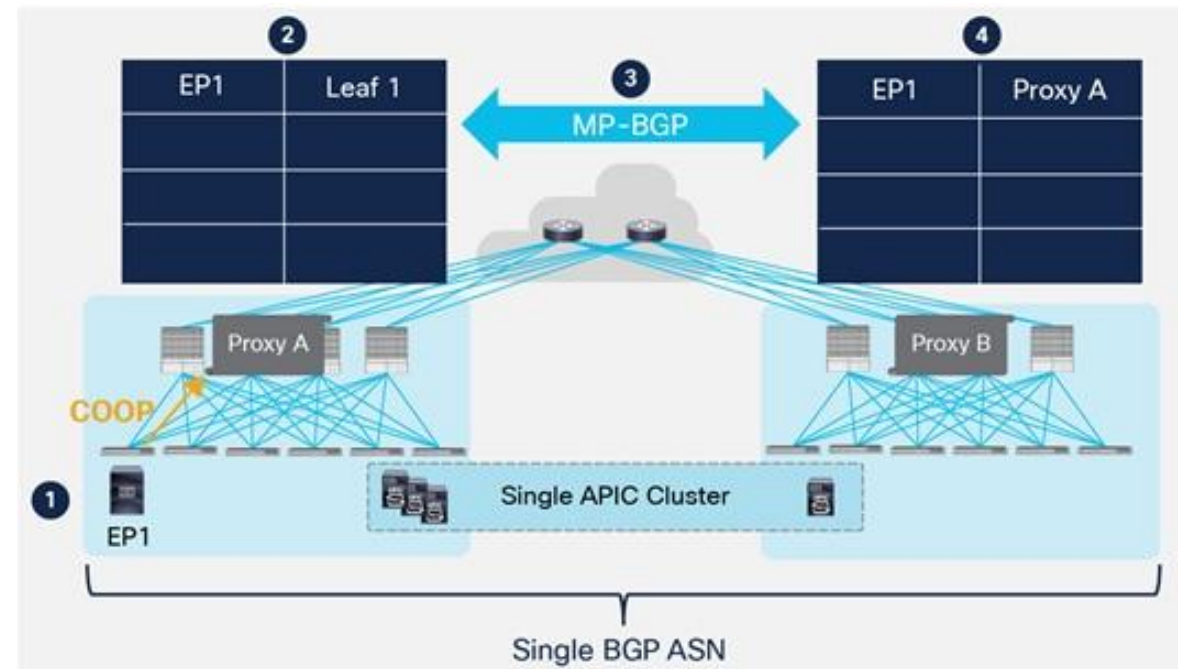 2
4
EP1 Leaf 1
3
MP-BGP
EP1 Proxy A
Proxy A
Proxy B
COOP
1
EP1
Single APIC Cluster
Single BGP ASN